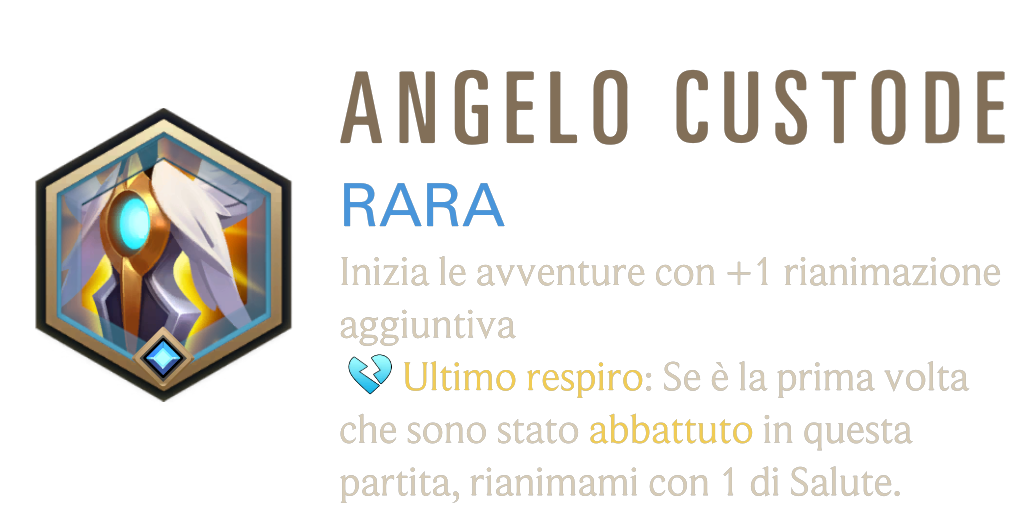 ANGELO CUSTODE
RARA
Inizia le avventure con +1 rianimazione
aggiuntiva
Ultimo respiro: Se è la prima volta
che sono stato abbattuto in questa
partita, rianimami con 1 di Salute.